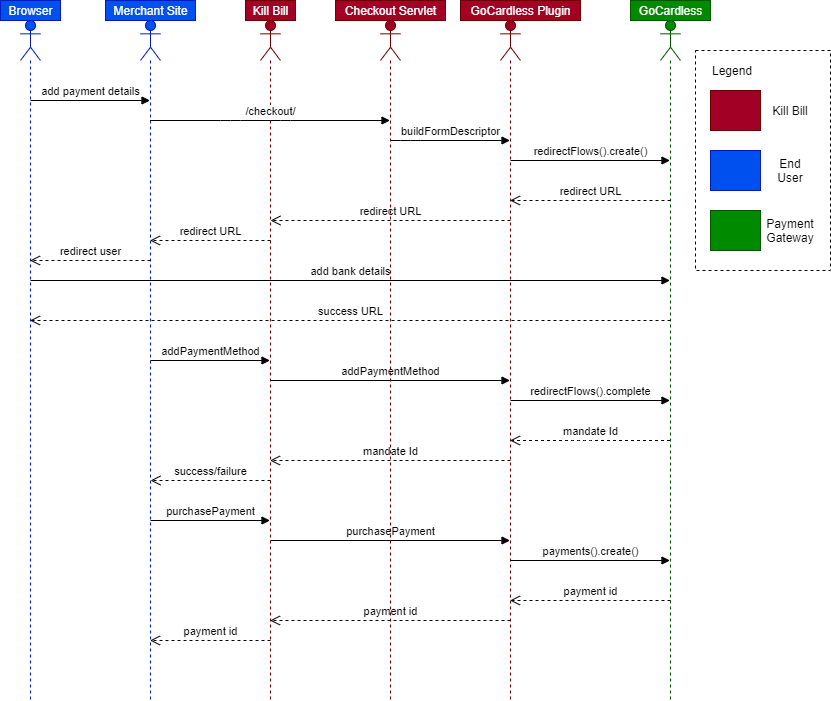 Browser
Merchant Site
Kill Bill
Checkout Servlet
GoCardless Plugin
GoCardless
Legend
Kill Bill
End
User
Payment
Gateway
add payment details
/checkout/
buildFormDescriptor
redirectFlows().create()
redirect URL
redirect URL
redirect URL
redirect user
add bank details
success URL
addPaymentMethod
addPaymentMethod
redirectFlows().complete
mandate Id
mandate Id
success/failure
purchasePayment
purchasePayment
payments().create()
payment id
payment id
payment id